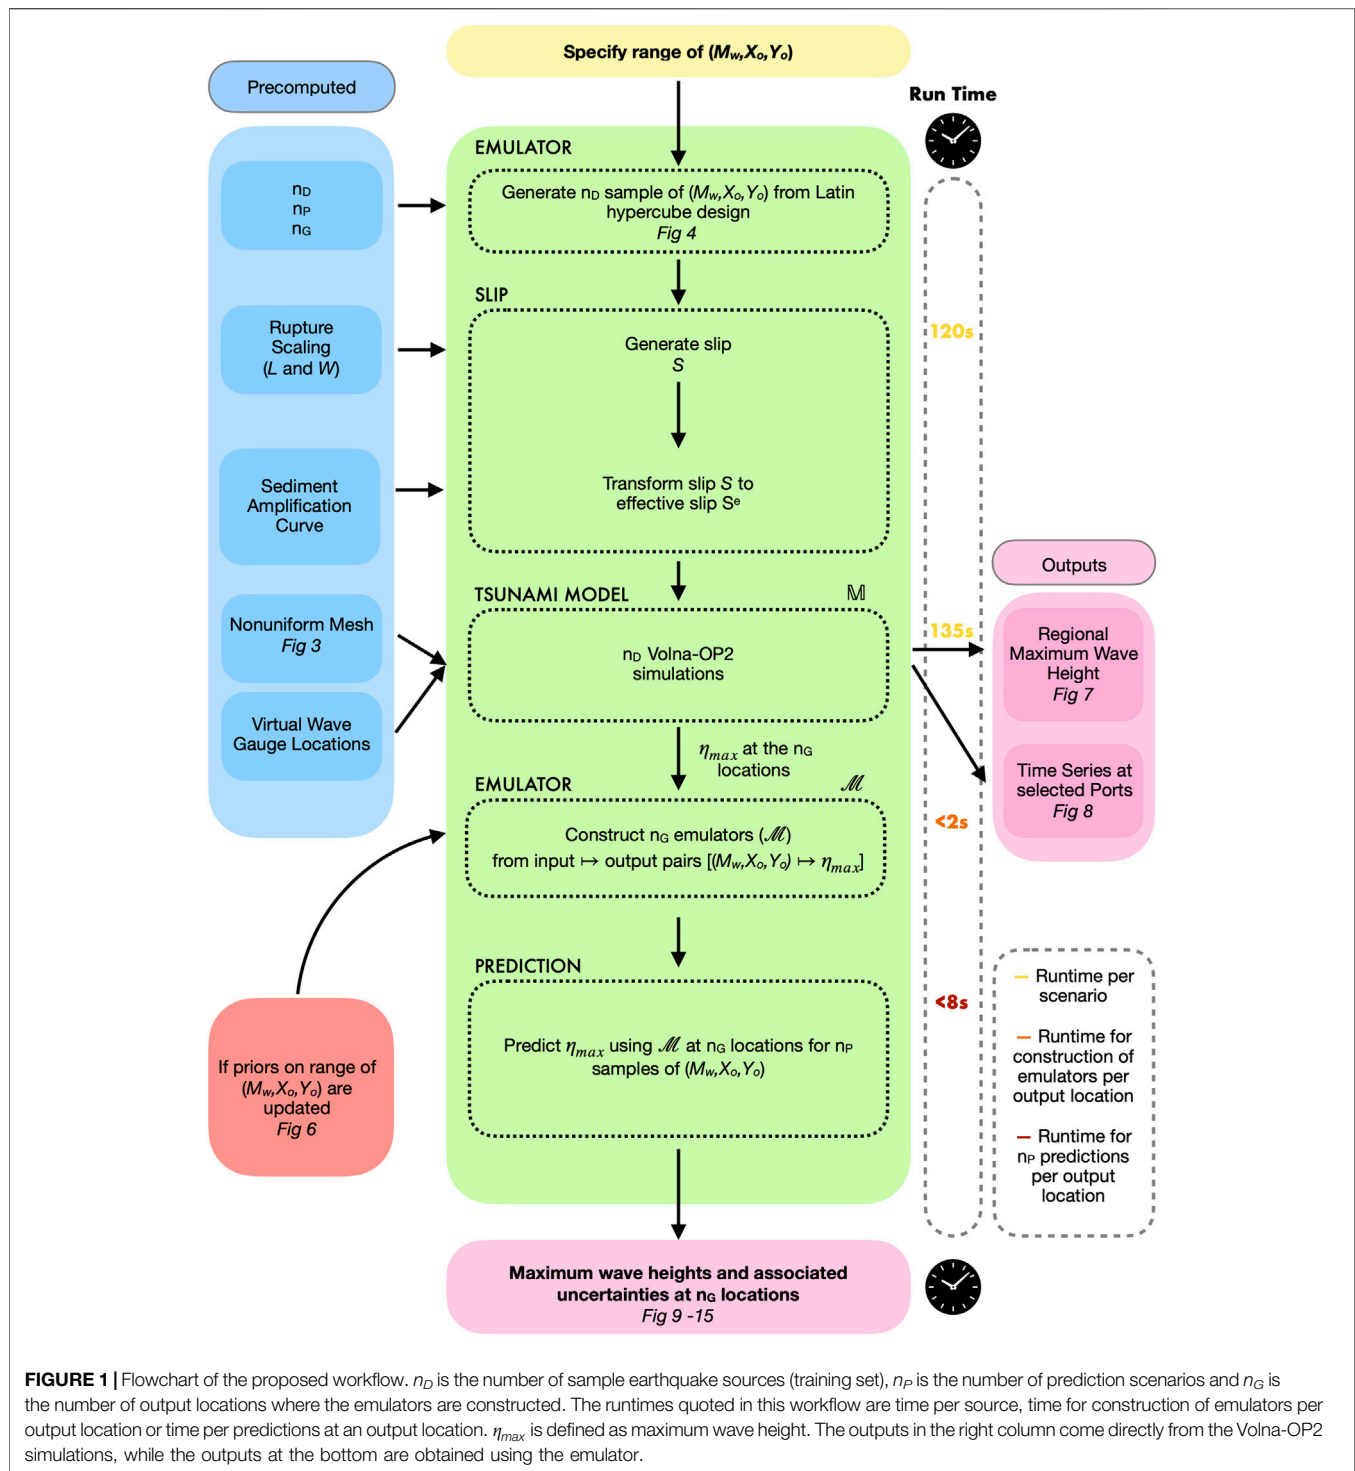 Specify range of (Mw,Xo,Yo)
Precomputed
nD
nP
nG
Rupture
Scaling
(L and W)
Sediment
Amplification
Curve
Nonuniform Mesh
Fig 3
Virtual Wave
Gauge Locations
If priors on range of
(Mw,Xo,Yo) are
updated
Fig 6
EMULATOR
Generate nD sample of (Mw,Xo,Yo) from Latin
hypercube design
Fig 4
SLIP
Generate slip
S
Transform slip S to
effective slip Sᵉ
TSUNAMI MODEL 𝕄
nD Volna-OP2
simulations
ηmax at the nG
locations
EMULATOR ℳ
Construct nG emulators (ℳ)
from input ↦ output pairs [(Mw,Xo,Yo) ↦ ηmax]
PREDICTION
Predict ηmax using ℳ at nG locations for nP
samples of (Mw,Xo,Yo)
Maximum wave heights and associated
uncertainties at nG locations
Fig 9 -15
Run Time
120s
135s
<2s
<8s
Outputs
Regional
Maximum Wave
Height
Fig 7
Time Series at
selected Ports
Fig 8
Runtime per
scenario
Runtime for
construction of
emulators per
output location
Runtime for
nP predictions
per output
location
FIGURE 1 | Flowchart of the proposed workflow. nD is the number of sample earthquake sources (training set), nP is the number of prediction scenarios and nG is
the number of output locations where the emulators are constructed. The runtimes quoted in this workflow are time per source, time for construction of emulators per
output location or time per predictions at an output location. ηmax is defined as maximum wave height. The outputs in the right column come directly from the Volna-OP2
simulations, while the outputs at the bottom are obtained using the emulator.